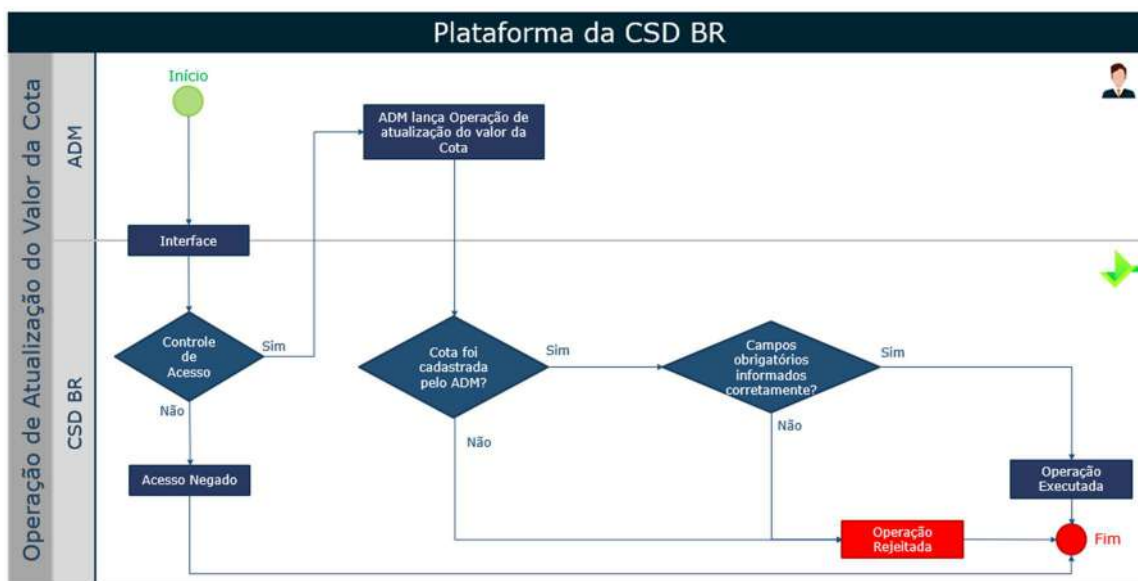 Plataforma da CSD BR
Operação de Atualização do Valor da Cota
ADM
Início
ADM lança Operação de
atualização do valor da
Cota
Interface
CSD BR
Controle
de
Acesso
Sim
Não
Acesso Negado
Cota foi
cadastrada
pelo ADM?
Sim
Não
Campos
obrigatórios
informados
corretamente?
Sim
Não
Operação
Executada
Operação
Rejeitada
Fim